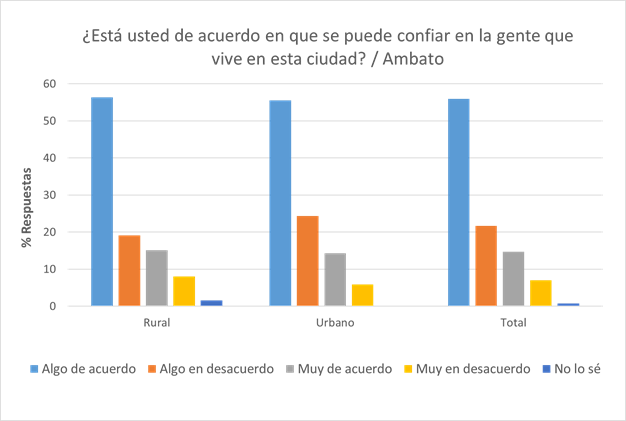 ¿Está usted de acuerdo en que se puede confiar en la gente que
vive en esta ciudad? / Ambato
% Respuestas
60
50
40
30
20
10
0
Rural Urbano Total
Algo de acuerdo Algo en desacuerdo Muy de acuerdo Muy en desacuerdo No lo sé